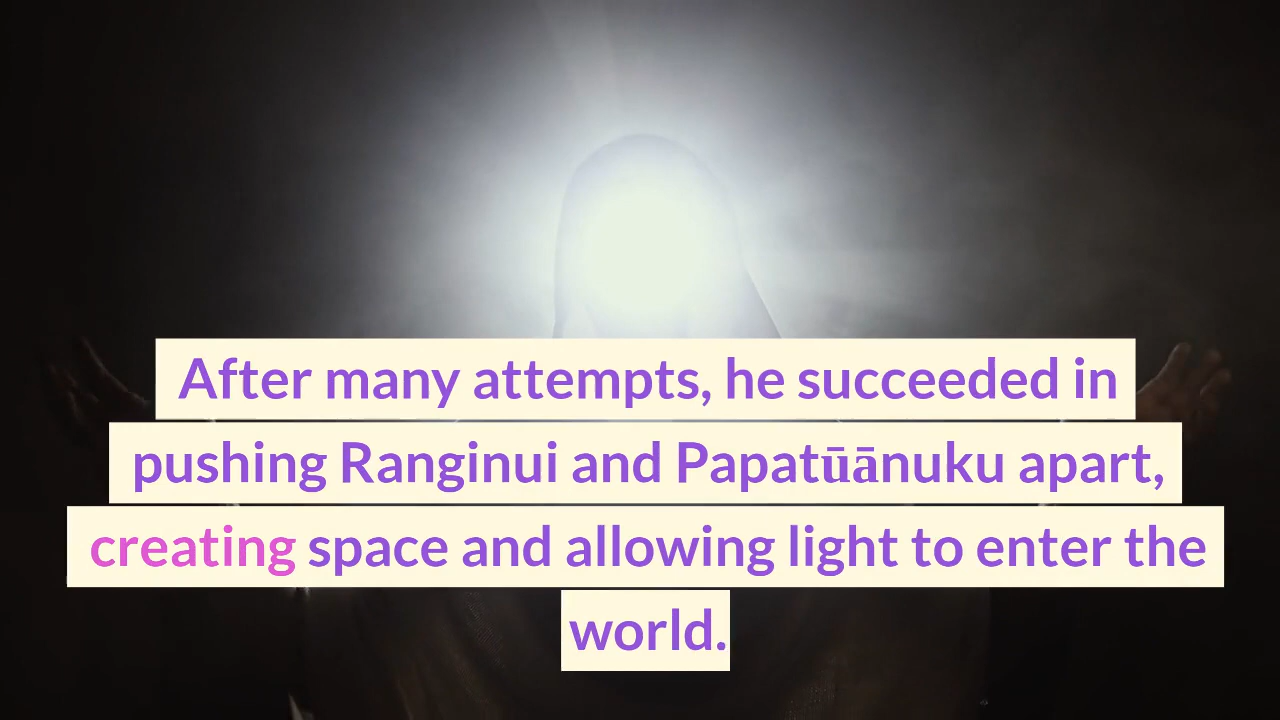 After many attempts, he succeeded in
pushing Ranginui and Papatūānuku apart,
creating space and allowing light to enter the
world.